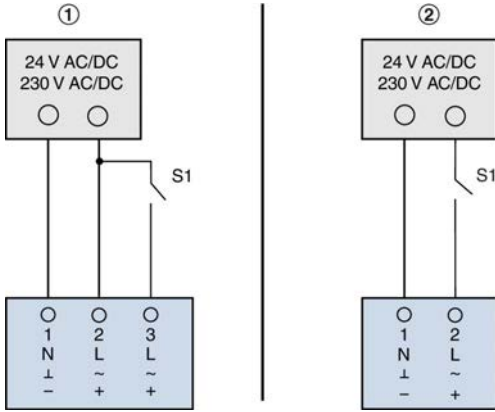 ①
24 V AC/DC
230 V AC/DC
S1
1 2 3
N L L
⊥ ~ ~
− + +
②
24 V AC/DC
230 V AC/DC
S1
1 2
N L
⊥ ~
− +